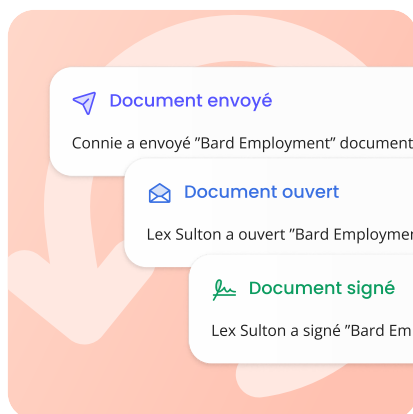 Document envoyé
Connie a envoyé ”Bard Employment” document
Document ouvert
Lex Sulton a ouvert ”Bard Employmen
Document signé
Lex Sulton a signé ”Bard Em